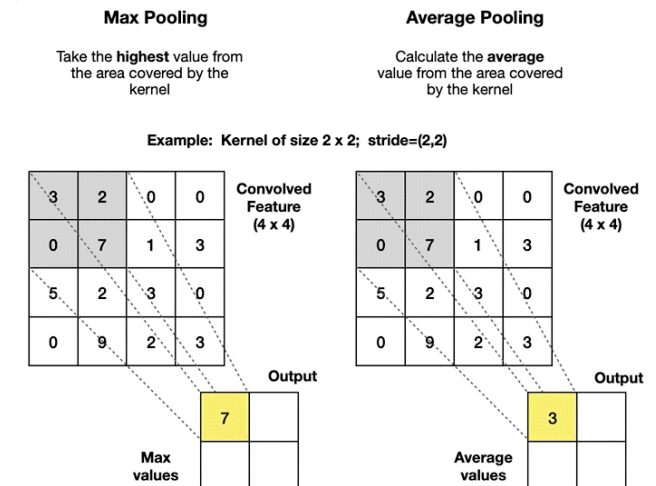 Max Pooling
Take the highest value from
the area covered by the
kernel
Average Pooling
Calculate the average
value from the area covered
by the kernel
Example: Kernel of size 2 x 2; stride=(2,2)
3 2 0 0
0 7 1 3
5 2 3 0
0 9 2 3
Convolved
Feature
(4 x 4)
Output
7
Max
values
3 2 0 0
0 7 1 3
5 2 3 0
0 9 2 3
Convolved
Feature
(4 x 4)
Output
3
Average
values